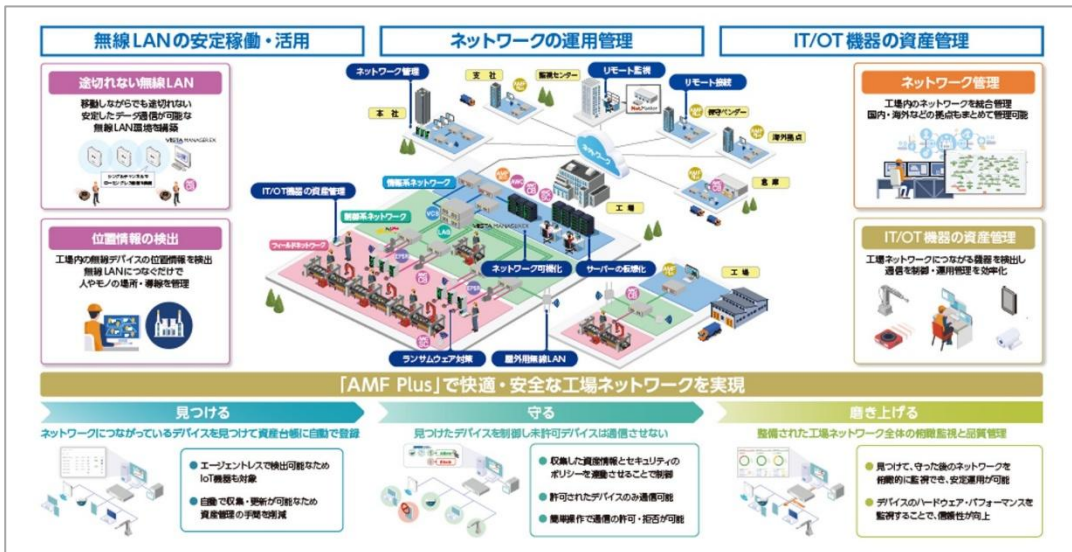 無線LANの安定稼働・活用
ネットワークの運用管理
IT/OT機器の資産管理
途切れない無線LAN
移動しながらでも途切れない
安定したデータ通信が可能な
無線LAN環境を構築
VISTA MANAGER EX
位置情報の検出
工場内の無線デバイスの位置情報を検出
無線LANにつなぐだけで
人やモノの場所・導線を管理
ネットワーク管理
支社
監視センター
リモート監視
リモート接続
本社
保守ベンダー
海外拠点
ネットワーク
倉庫
IT/OT機器の資産管理
情報系ネットワーク
制御系ネットワーク
フィールドネットワーク
VCS
LAG
VISTA MANAGER EX
工場
ネットワーク可視化
サーバーの仮想化
工場
ランサムウェア対策
屋外用無線LAN
ネットワーク管理
工場内のネットワークを統合管理
国内・海外などの拠点もまとめて管理可能
IT/OT機器の資産管理
工場ネットワークにつながる機器を検出し
通信を制御・運用管理を効率化
「AMF Plus」で快適・安全な工場ネットワークを実現
見つける
ネットワークにつながっているデバイスを見つけて資産台帳に自動で登録
エージェントレスで検出可能なため
IoT機器も対象
自動で収集・更新が可能なため
資産管理の手間を削減
守る
見つけたデバイスを制御し未許可デバイスは通信させない
収集した資産情報とセキュリティの
ポリシーを連動させることで制御
許可されたデバイスのみ通信可能
簡単操作で通信の許可・拒否が可能
磨き上げる
整備された工場ネットワーク全体の俯瞰監視と品質管理
見つけて、守った後のネットワークを
俯瞰的に監視でき、安定運用が可能
デバイスのハードウェア・パフォーマンスを
監視することで、信頼性が向上